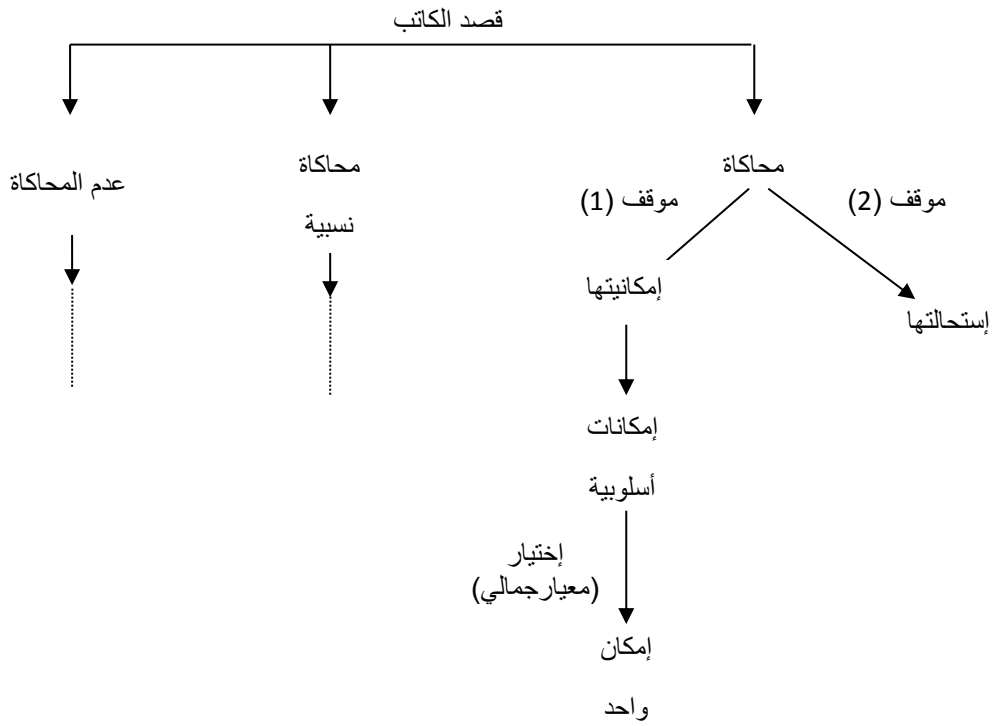 قصد الكاتب
محاكاة
محاكاة
نسبية
عدم المحاكاة
موقف (2)
موقف (1)
إستحالتها
إمكانيتها
إمكانات
أسلوبية
إختيار
(معيارجمالي)
إمكان
واحد